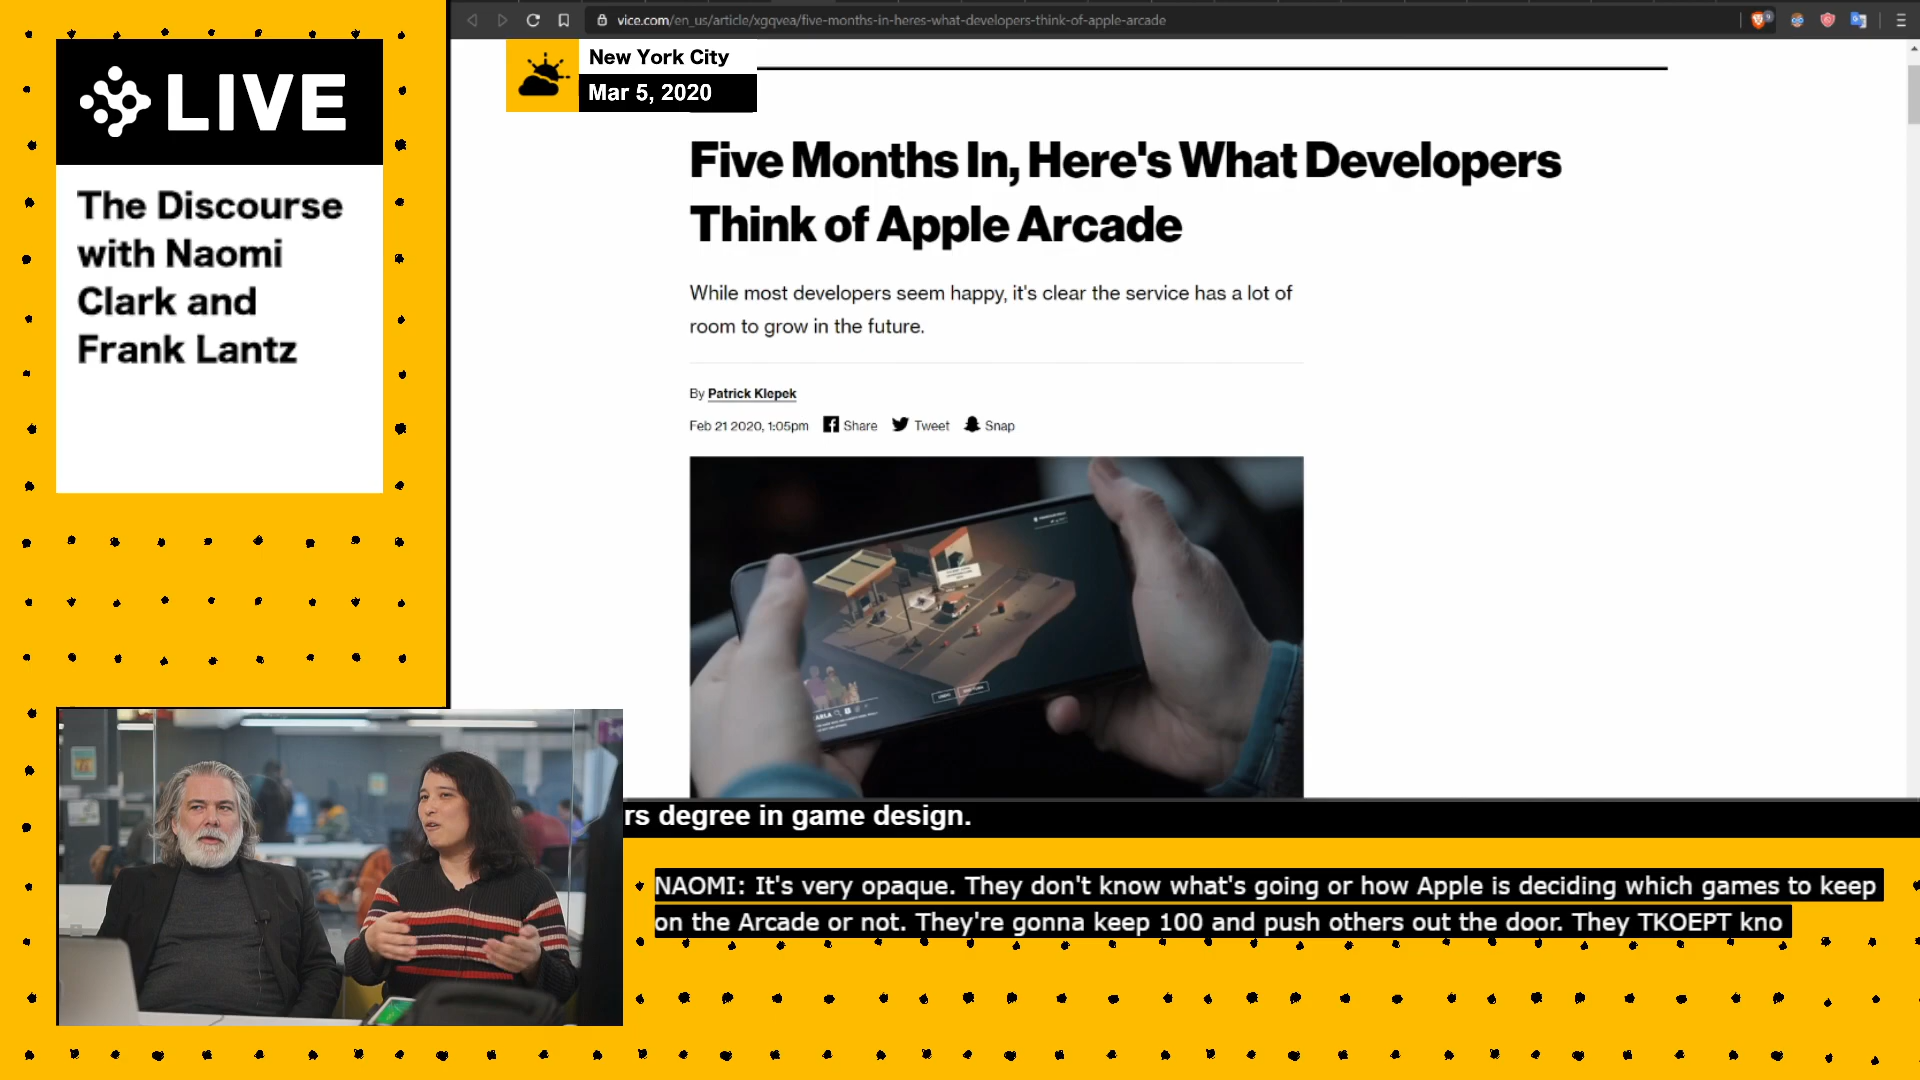 LIVE
The Discourse
with Naomi
Clark and
Frank Lantz
vice.com/en_us/article/xgqvea/five-months-in-heres-what-developers-think-of-apple-arcade
New York City
Mar 5, 2020
Five Months In, Here's What Developers
Think of Apple Arcade
While most developers seem happy, it's clear the service has a lot of
room to grow in the future.
By Patrick Klepek
Feb 21 2020, 1:05pm Share Tweet Snap
rs degree in game design.
NAOMI: It's very opaque. They don't know what's going or how Apple is deciding which games to keep
on the Arcade or not. They're gonna keep 100 and push others out the door. They TKOEPT kno